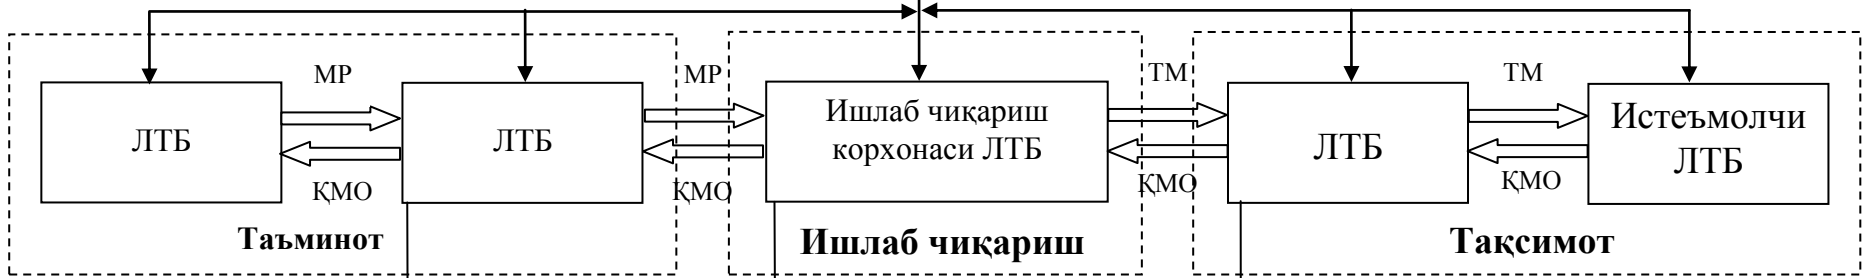 МР
МР
ТМ
ТМ
ЛТБ
ЛТБ
Ишлаб чиқариш
корхонаси ЛТБ
ЛТБ
Истеъмолчи
ЛТБ
ҚМО
ҚМО
ҚМО
ҚМО
Таъминот
Ишлаб чиқариш
Тақсимот